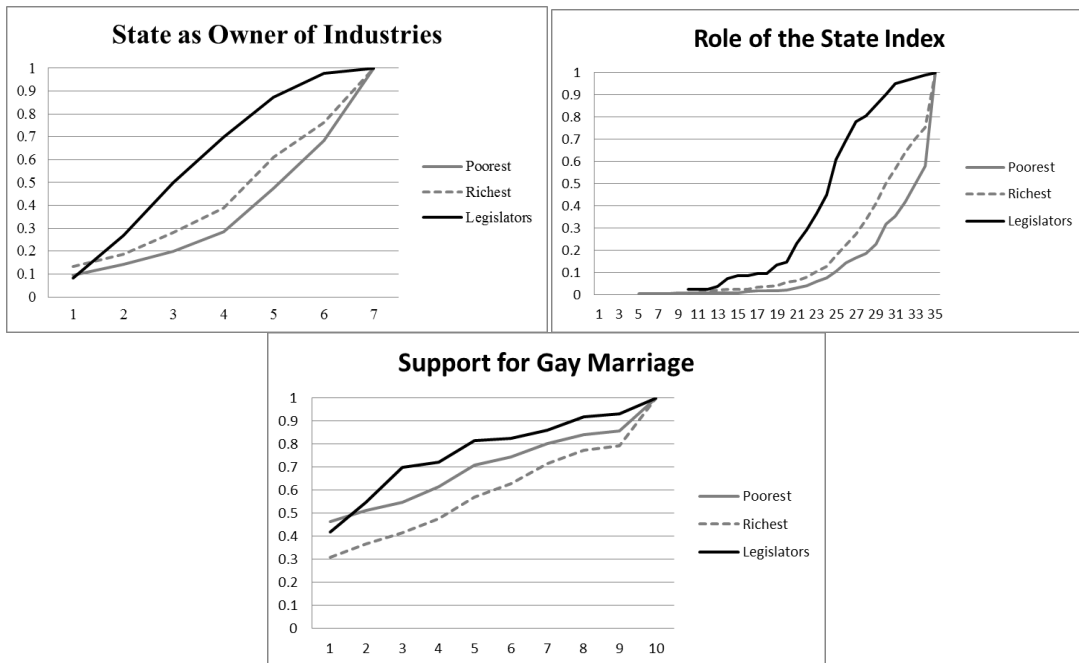 State as Owner of Industries
1
0.9
0.8
0.7
0.6
0.5
0.4
0.3
0.2
0.1
0
1 2 3 4 5 6 7
Poorest
Richest
Legislators
Role of the State Index
1
0.9
0.8
0.7
0.6
0.5
0.4
0.3
0.2
0.1
0
1 3 5 7 9 11 13 15 17 19 21 23 25 27 29 31 33 35
Poorest
Richest
Legislators
Support for Gay Marriage
1
0.9
0.8
0.7
0.6
0.5
0.4
0.3
0.2
0.1
0
1 2 3 4 5 6 7 8 9 10
Poorest
Richest
Legislators